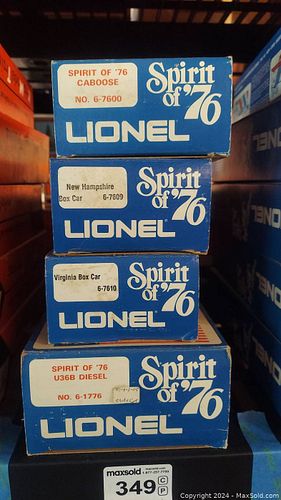 SPIRIT OF '76
CABOOSE
NO. 6-7600
Spirit
of '76
LIONEL
New Hampshire
Box Car 6-7609
Spirit
of '76
LIONEL
Virginia Box Car
6-7610
Spirit
of '76
LIONEL
SPIRIT OF '76
U36B DIESEL
NO. 6-1776
Spirit
of '76
LIONEL
maxsold
349
C
P
Copyright © 2024 - MaxSold.com